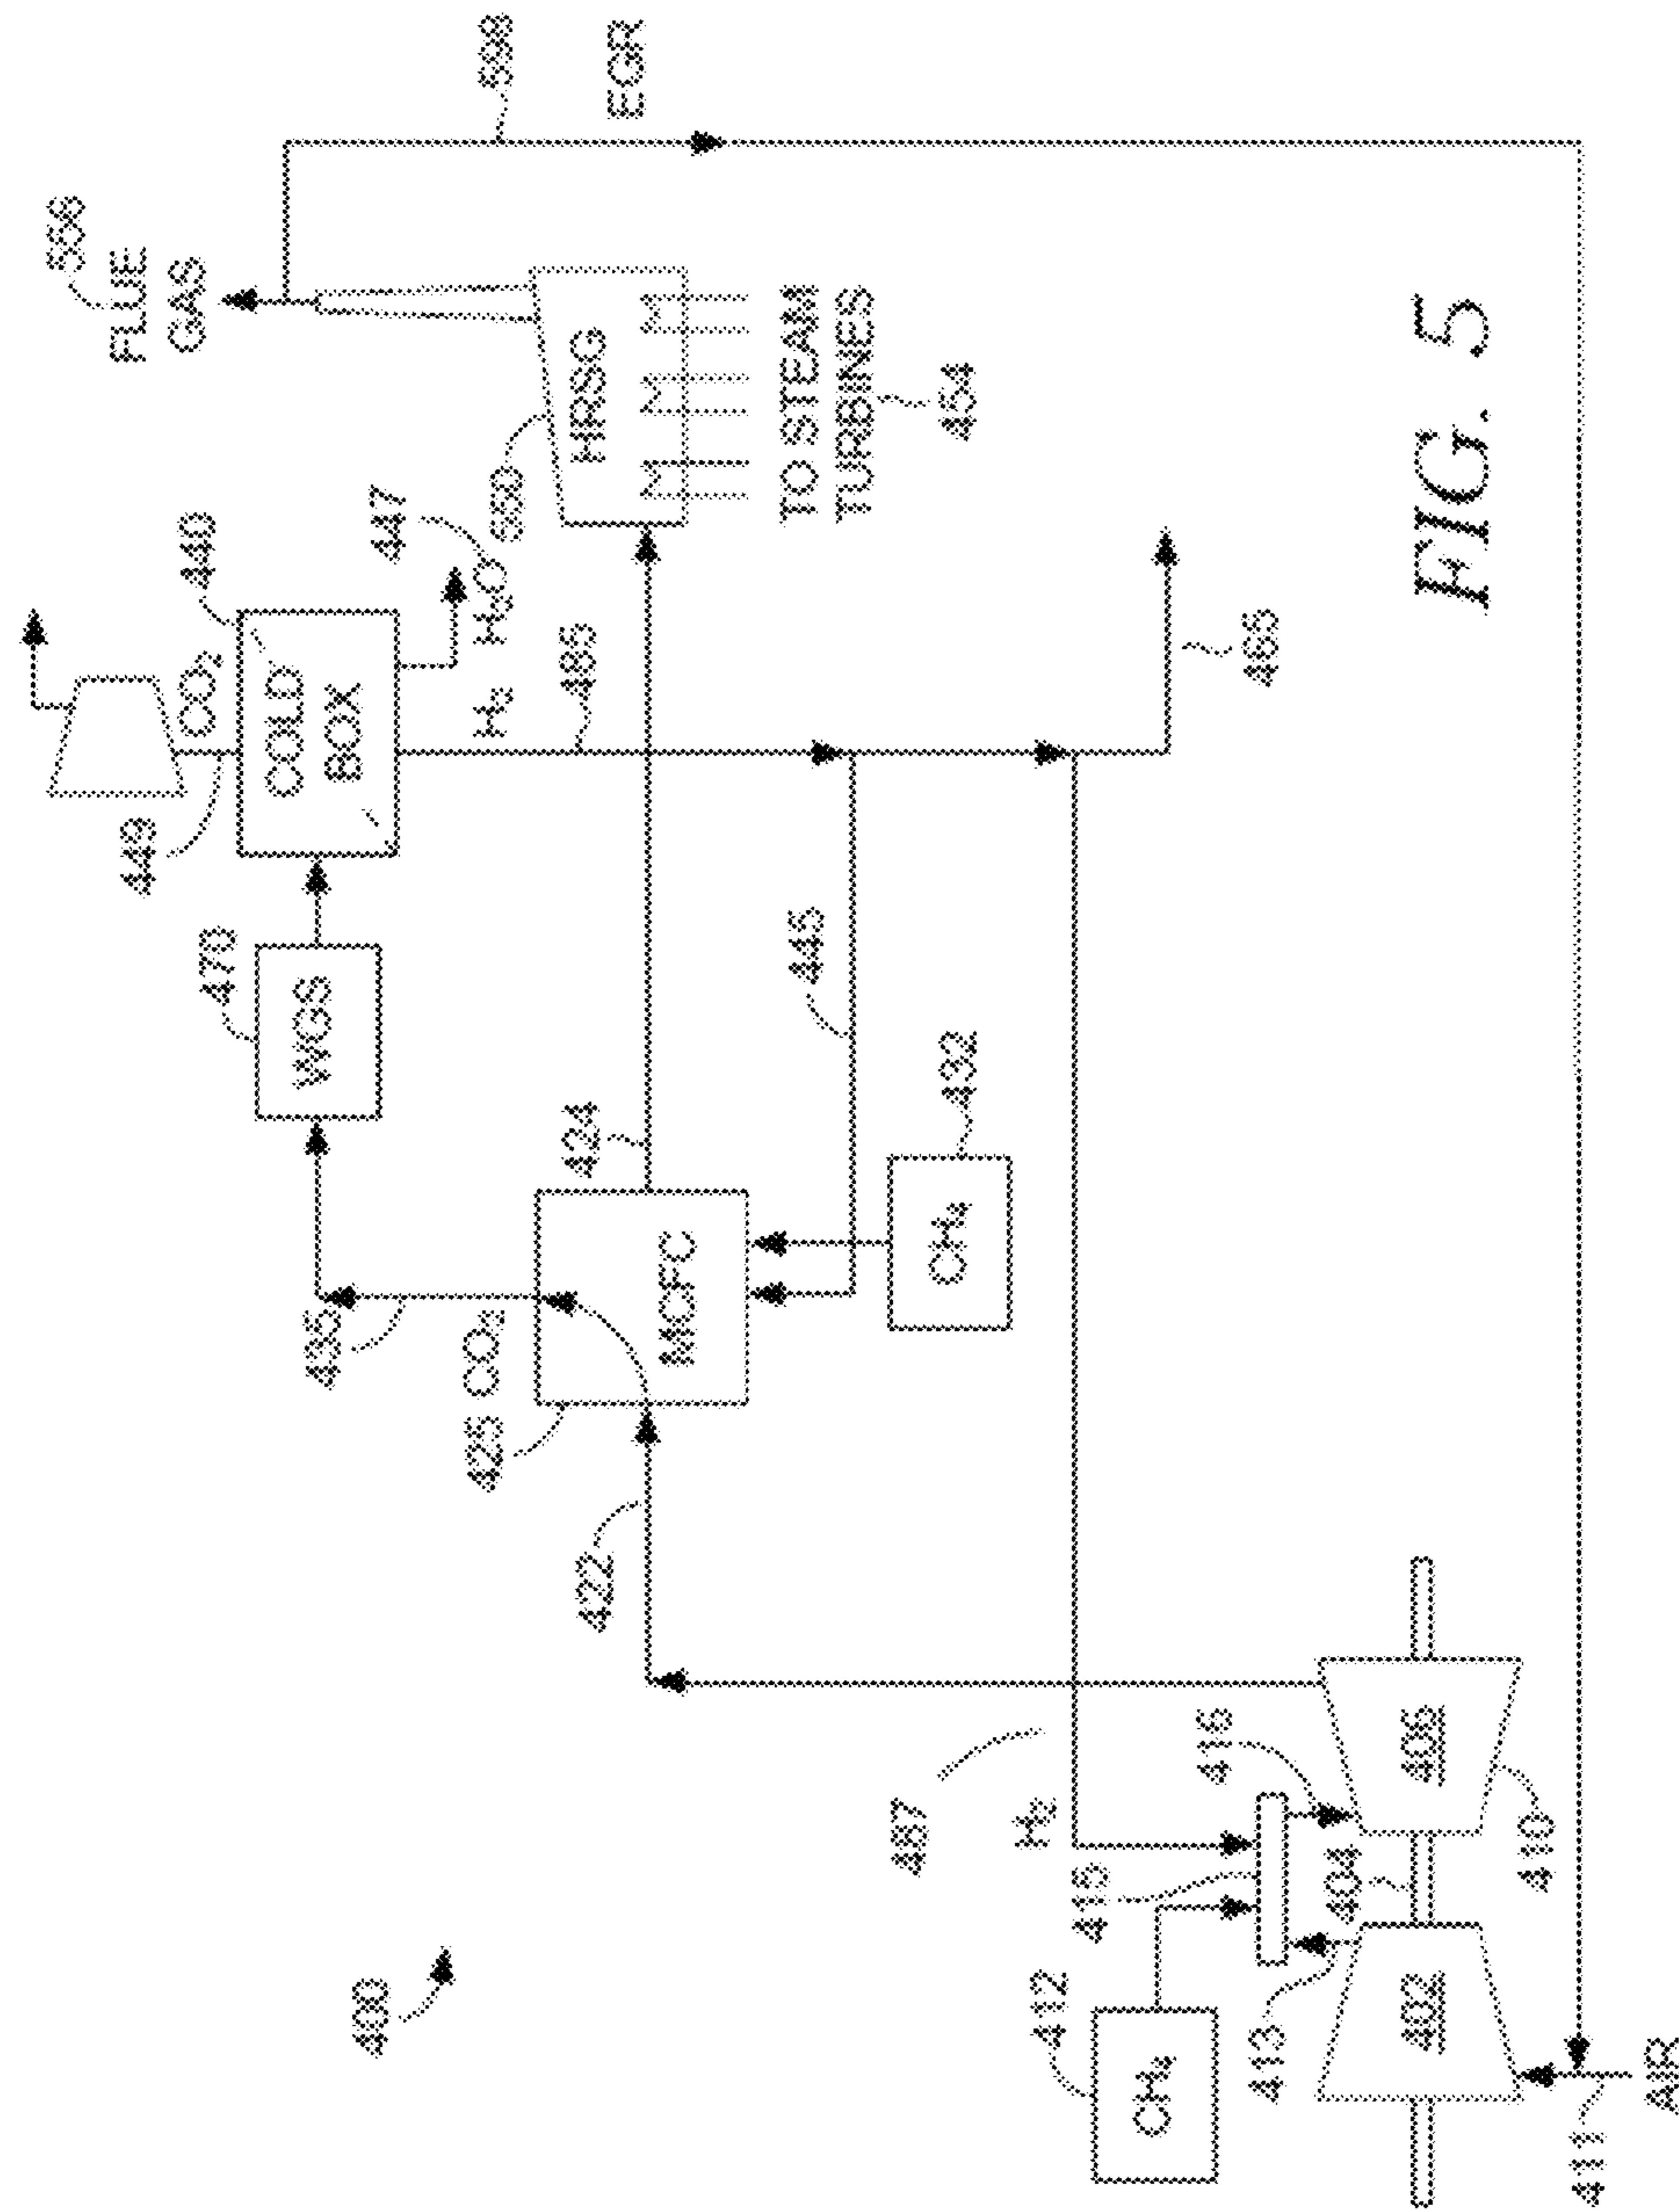 556
FLUE
GAS
598
EGR
449
CO2
440
COLD
BOX
447
H2O
H2
485
470
WGS
435
400
425
CO2
MCFC
422
424
550
HRSG
TO STEAM
TURBINES
454
445
CH4
432
465
487
H2
412
CH4
415
416
413
404
402
406
410
411
AIR
FIG. 5